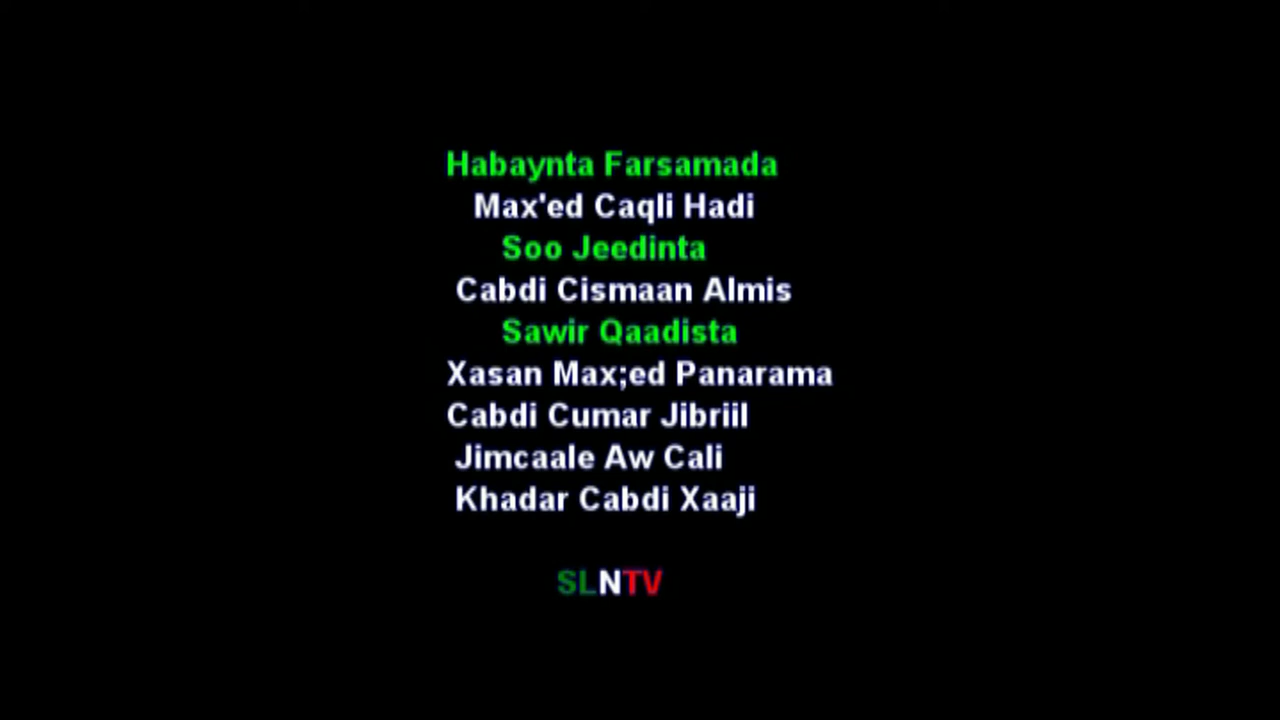 Habaynta Farsamada
Max'ed Caqli Hadi
Soo Jeedinta
Cabdi Cismaan Almis
Sawir Qaadista
Xasan Max;ed Panarama
Cabdi Cumar Jibriil
Jimcaale Aw Cali
Khadar Cabdi Xaaji
SLNTV